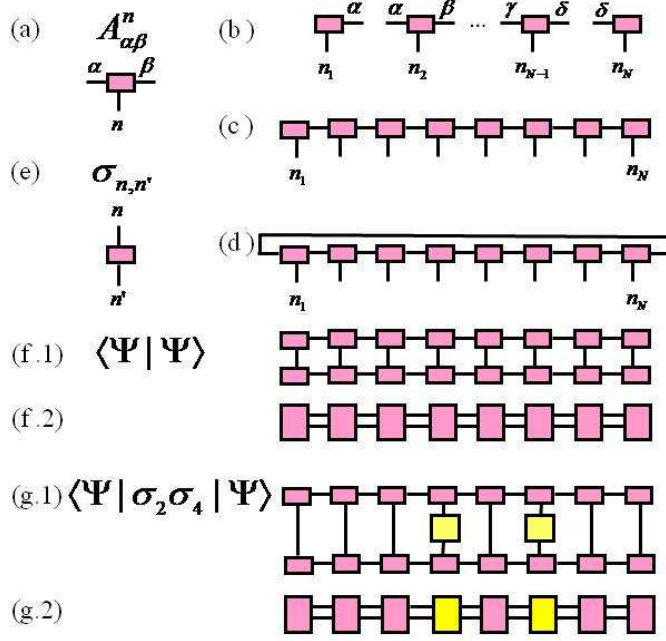 (a) A^n_{αβ}
α β
n
(b) α α β ... γ δ δ
n_1 n_2 n_{N-1} n_N
(c)
n_1 n_N
(e) σ_{n,n'}
n
n'
(d)
n_1 n_N
(f.1) ⟨Ψ|Ψ⟩
(f.2)
(g.1) ⟨Ψ|σ_2σ_4|Ψ⟩
(g.2)